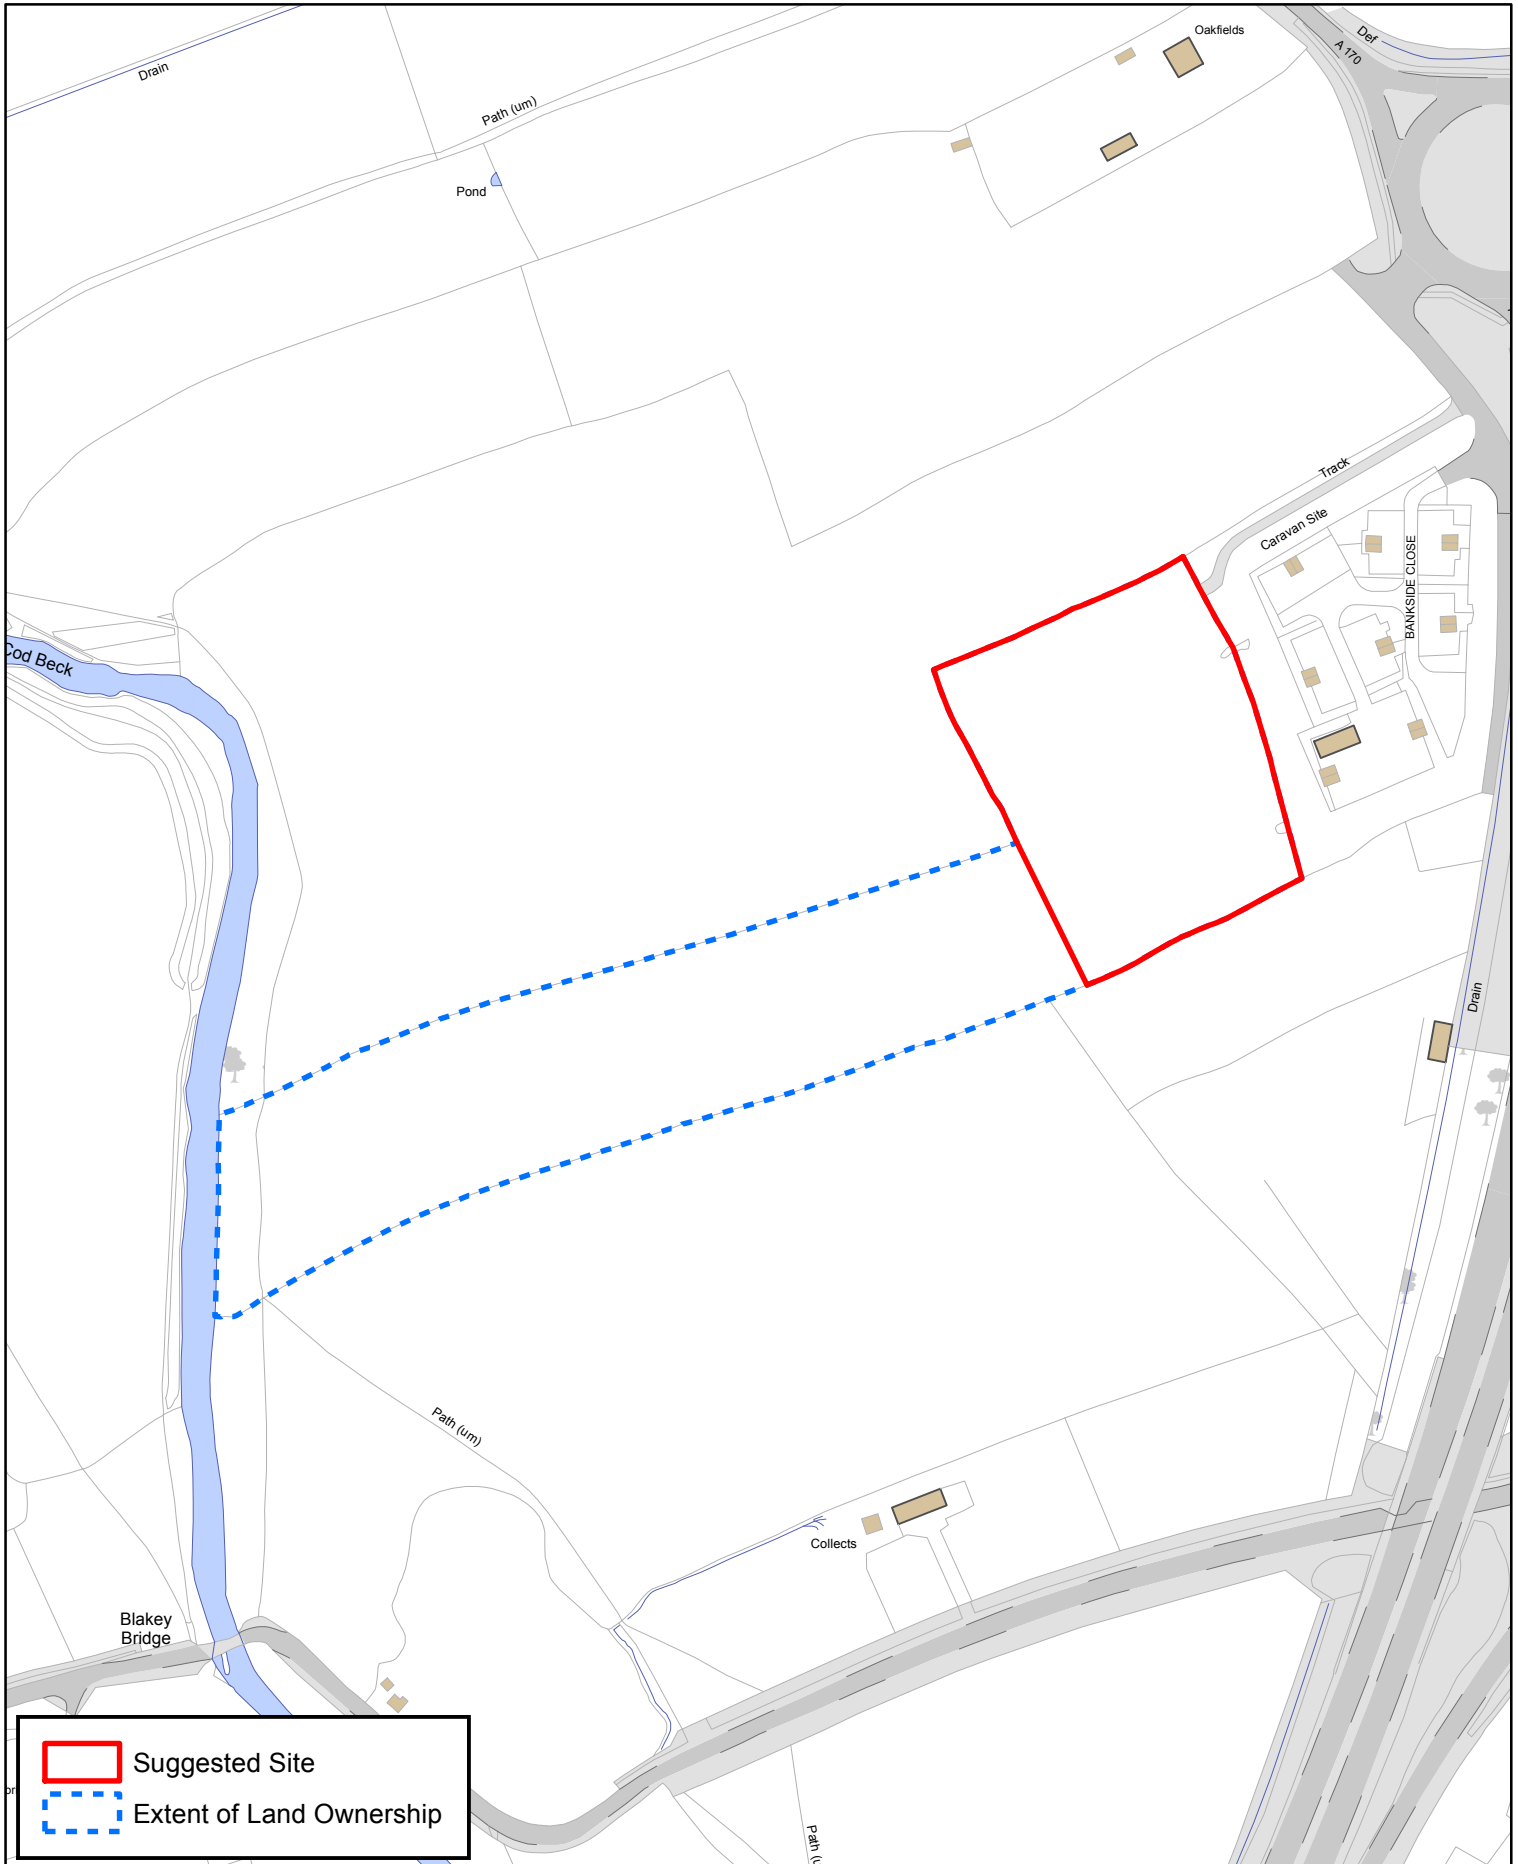 Oakfields
Def
A 170
Drain
Path (um)
Pond
Track
Caravan Site
BANKSIDE CLOSE
Cod Beck
Drain
Path (um)
Collects
Blakey
Bridge
Suggested Site
Extent of Land Ownership
Path (u